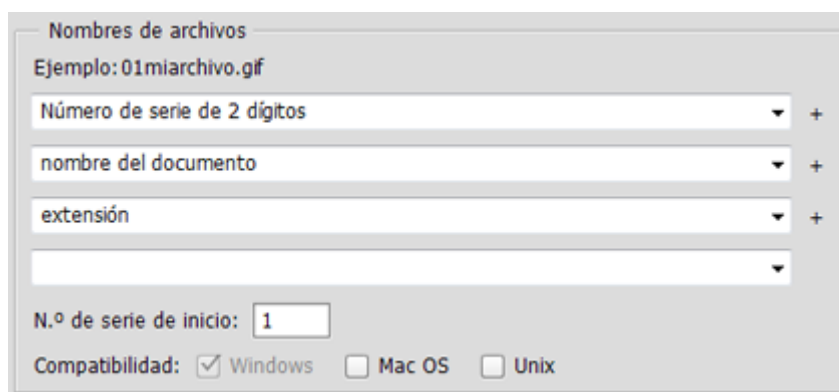 Nombres de archivos
Ejemplo: 01miarchivo.gif
Número de serie de 2 dígitos +
nombre del documento +
extensión +
N.º de serie de inicio: 1
Compatibilidad: Windows Mac OS Unix